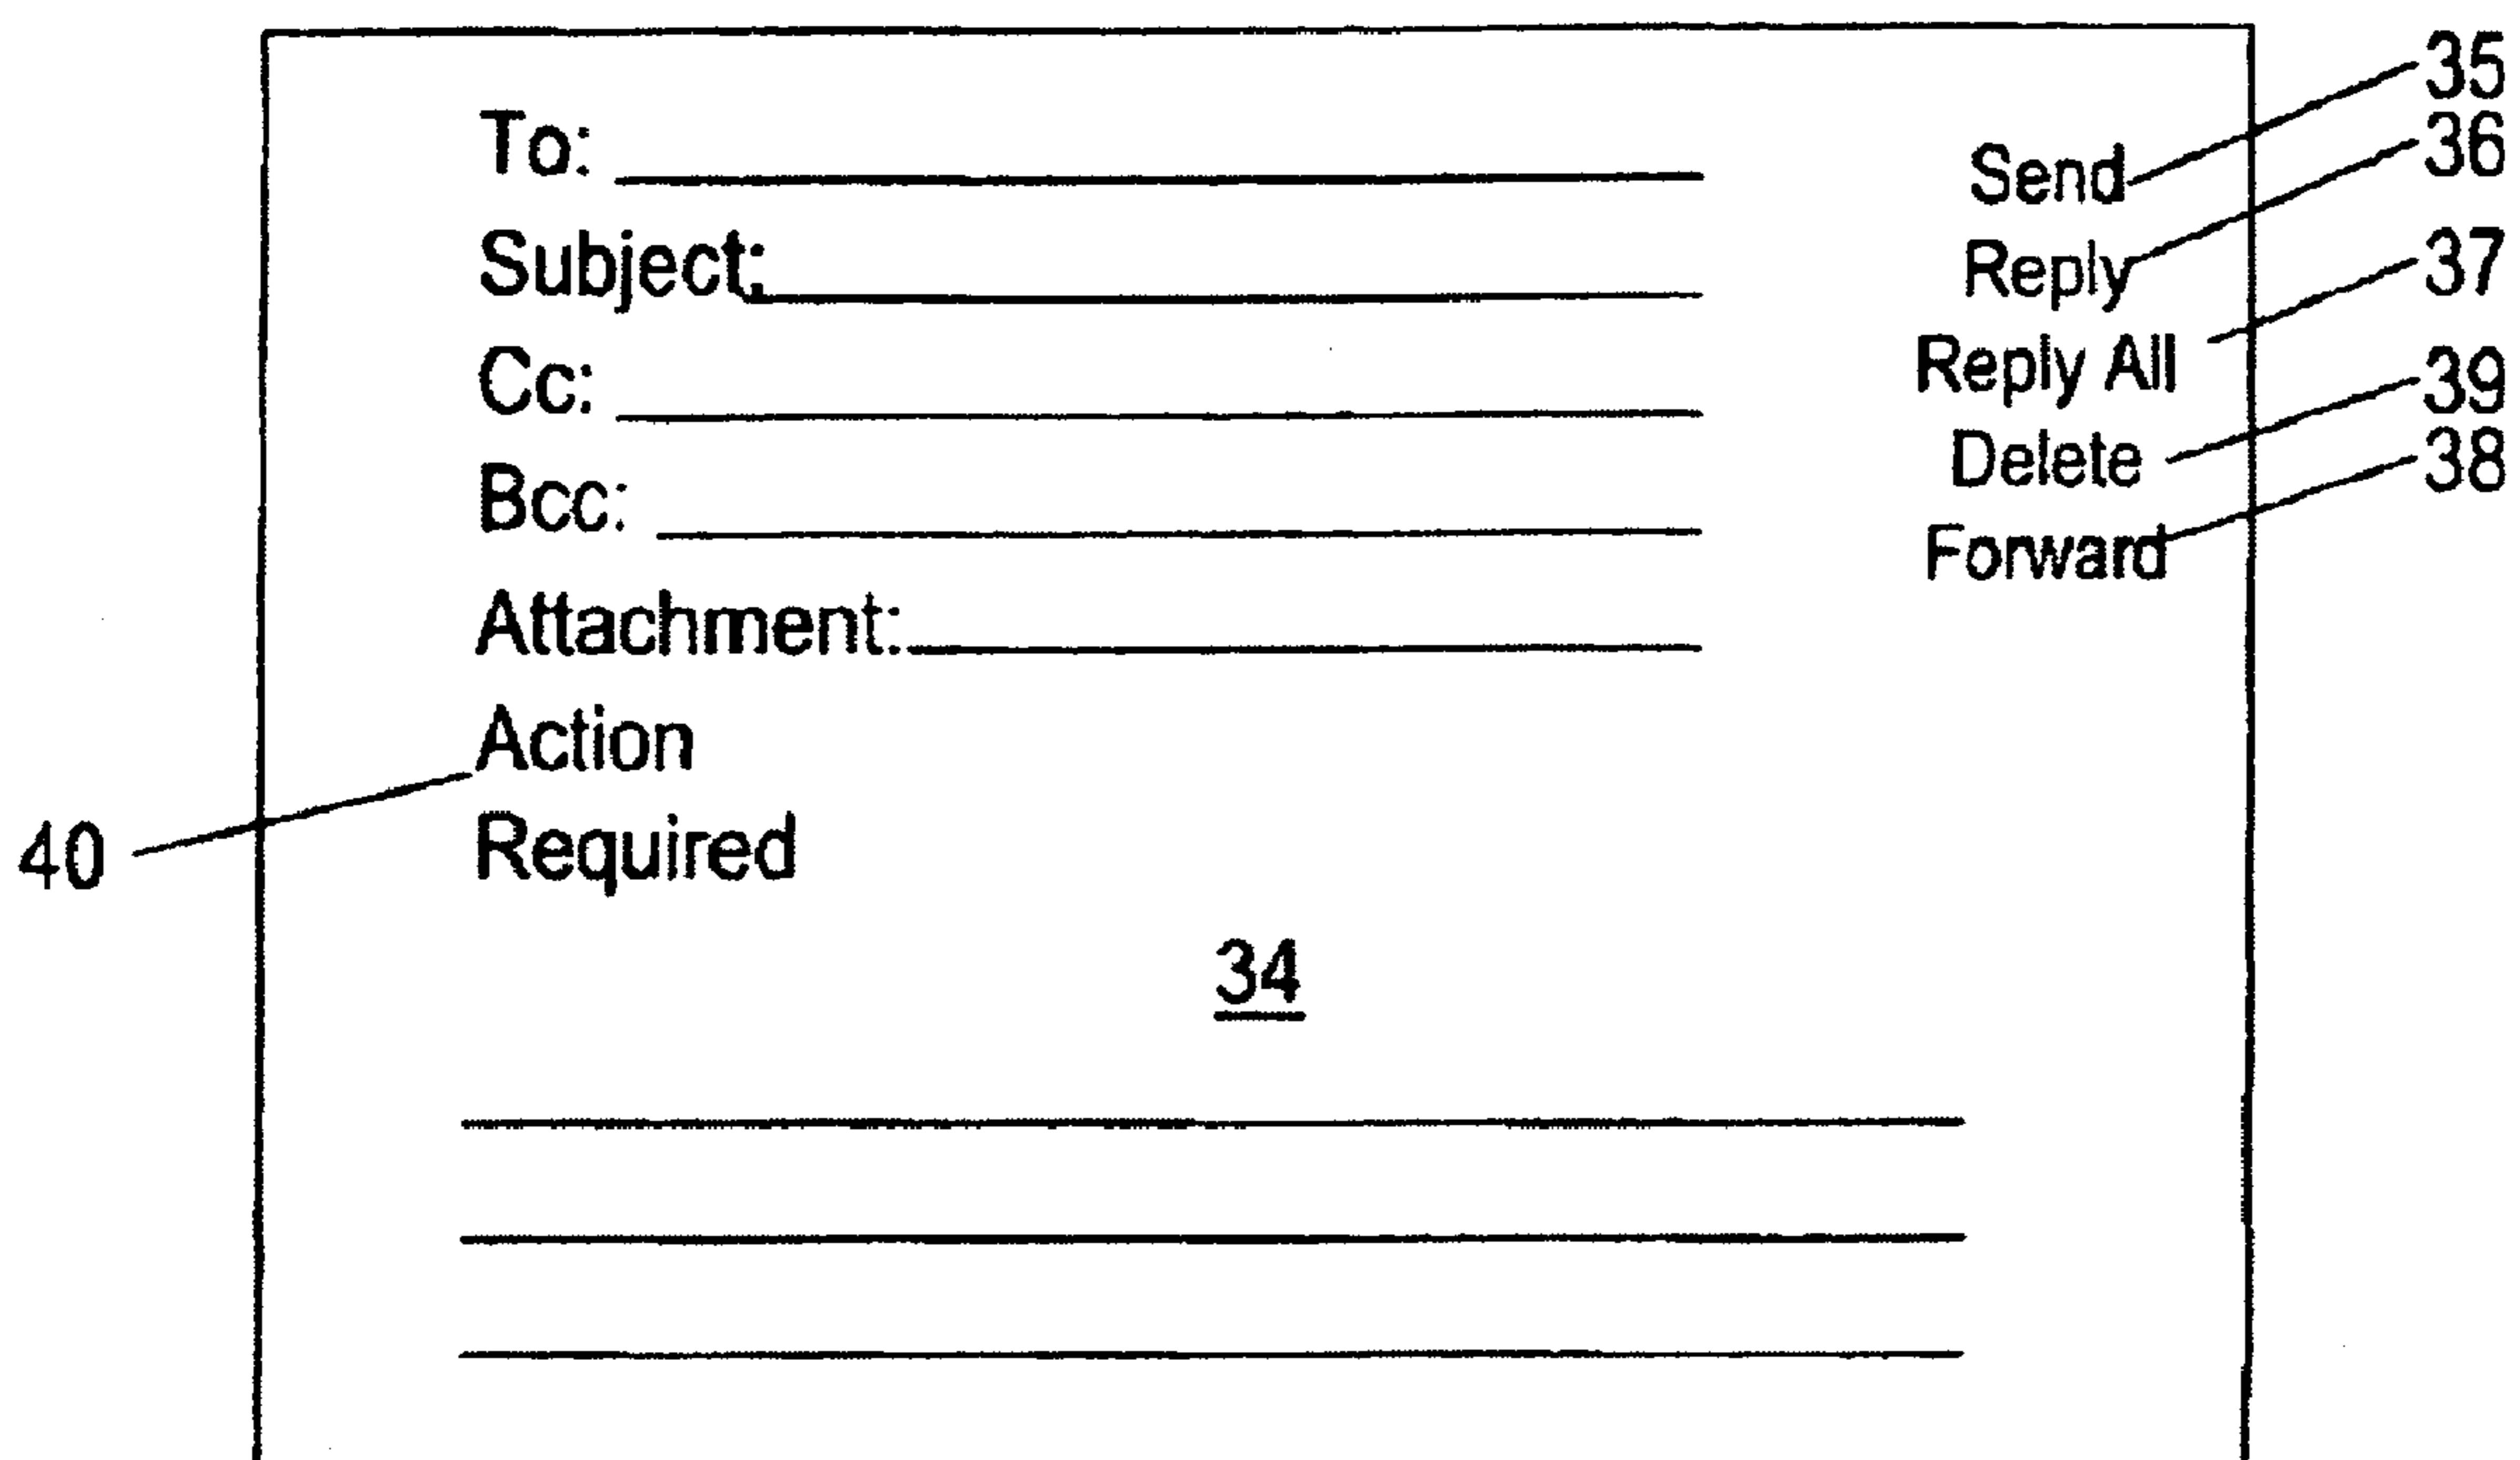 To:
Subject:
Cc:
Bcc:
Attachment:
Action
Required
40
34
Send
Reply
Reply All
Delete
Forward
35
36
37
39
38